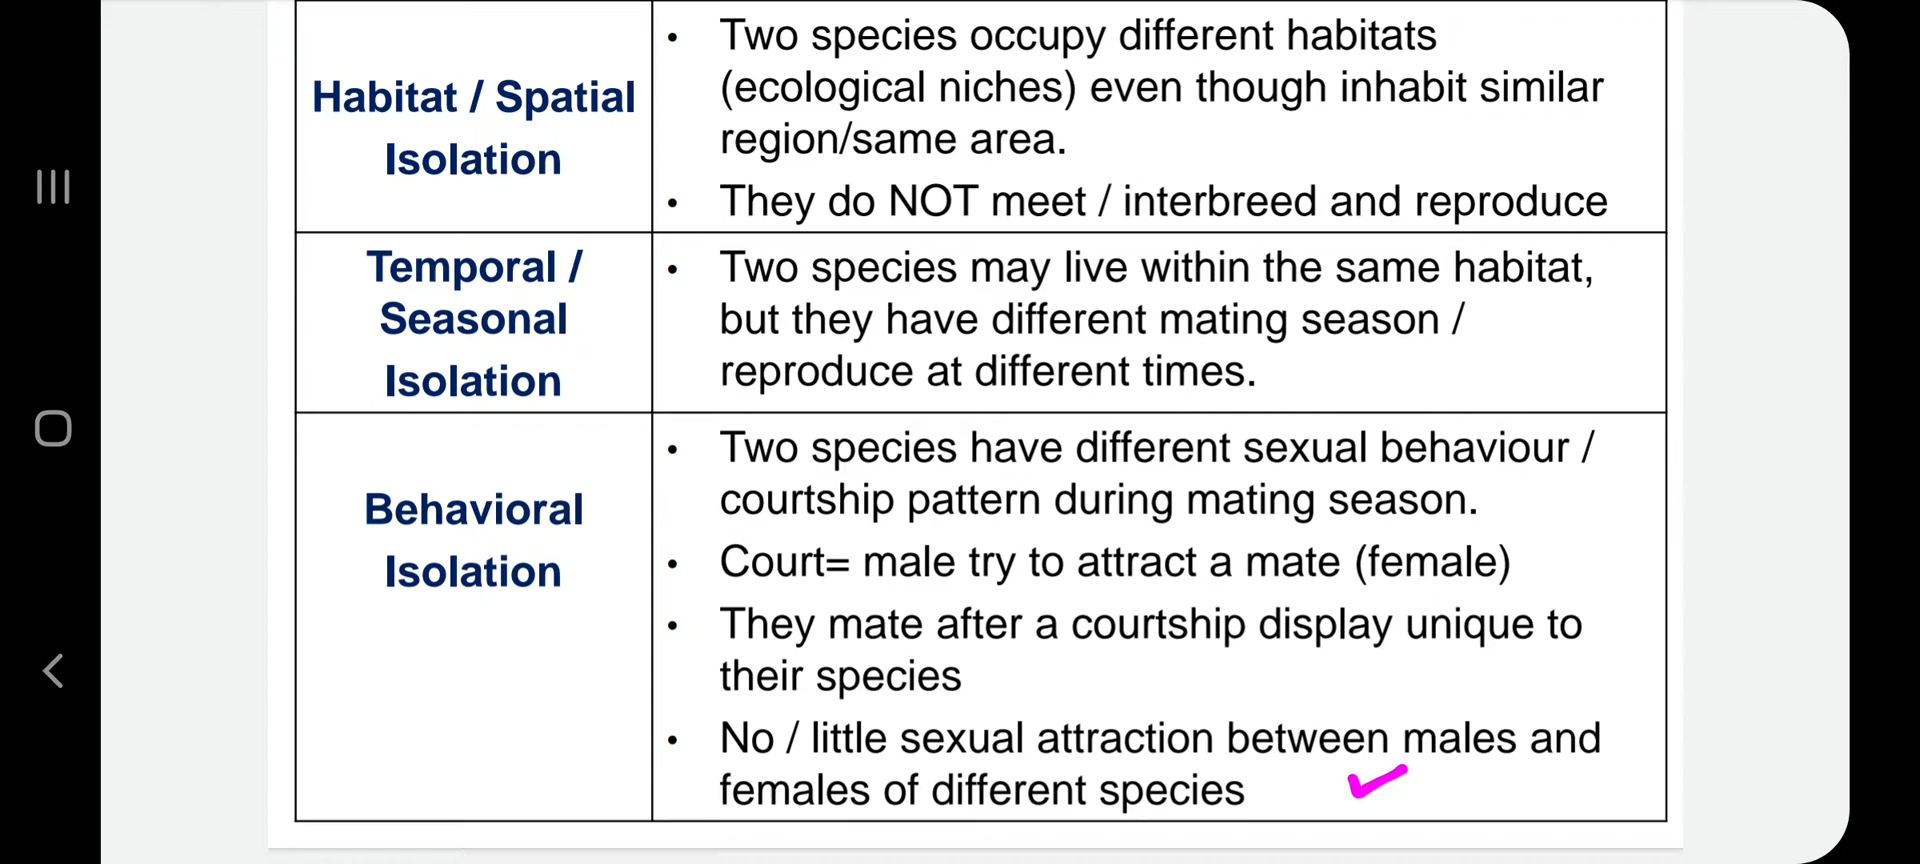 Habitat / Spatial
Isolation
• Two species occupy different habitats
(ecological niches) even though inhabit similar
region/same area.
• They do NOT meet / interbreed and reproduce
Temporal /
Seasonal
Isolation
• Two species may live within the same habitat,
but they have different mating season /
reproduce at different times.
Behavioral
Isolation
• Two species have different sexual behaviour /
courtship pattern during mating season.
• Court= male try to attract a mate (female)
• They mate after a courtship display unique to
their species
• No / little sexual attraction between males and
females of different species